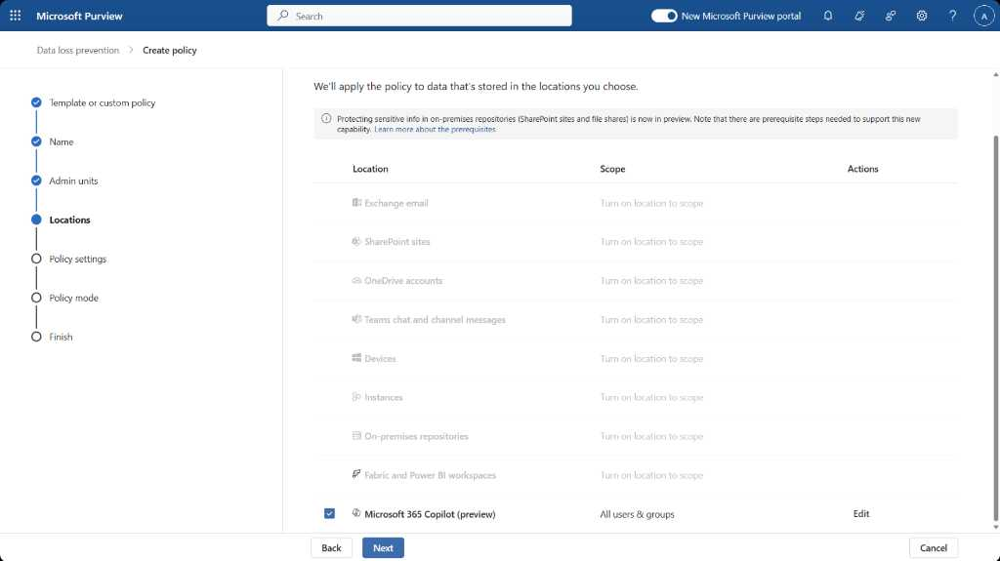 Microsoft Purview
Search
New Microsoft Purview portal
?
A
Data loss prevention > Create policy
Template or custom policy
Name
Admin units
Locations
Policy settings
Policy mode
Finish
We'll apply the policy to data that's stored in the locations you choose.
Protecting sensitive info in on-premises repositories (SharePoint sites and file shares) is now in preview. Note that there are prerequisite steps needed to support this new
capability. Learn more about the prerequisites
Location Scope Actions
Exchange email Turn on location to scope
SharePoint sites Turn on location to scope
OneDrive accounts Turn on location to scope
Teams chat and channel messages Turn on location to scope
Devices Turn on location to scope
Instances Turn on location to scope
On-premises repositories Turn on location to scope
Fabric and Power BI workspaces Turn on location to scope
Microsoft 365 Copilot (preview) All users & groups Edit
Back Next Cancel